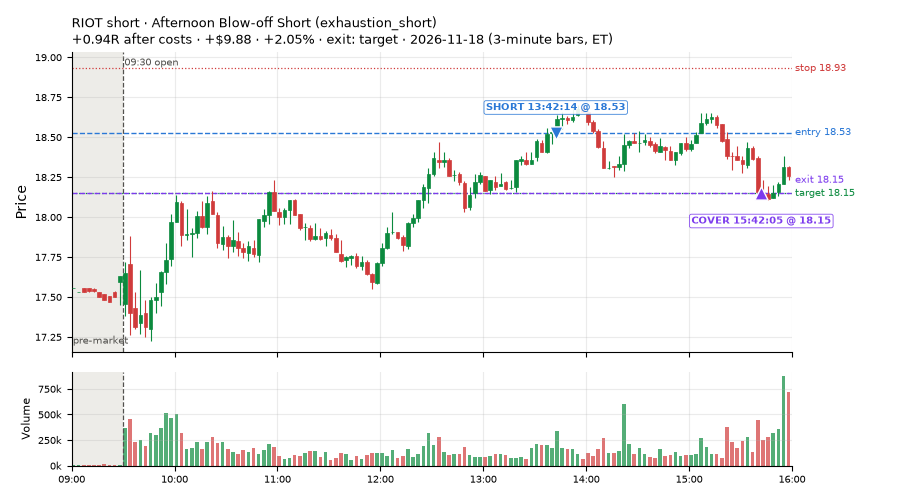 RIOT short · Afternoon Blow-off Short (exhaustion_short)
+0.94R after costs · +$9.88 · +2.05% · exit: target · 2026-11-18 (3-minute bars, ET)
19.00
09:30 open
stop 18.93
18.75
SHORT 13:42:14 @ 18.53
entry 18.53
18.50
18.25
exit 18.15
target 18.15
Price
18.00
COVER 15:42:05 @ 18.15
17.75
17.50
17.25
pre-market
750k
500k
Volume
250k
0k
09:00 10:00 11:00 12:00 13:00 14:00 15:00 16:00